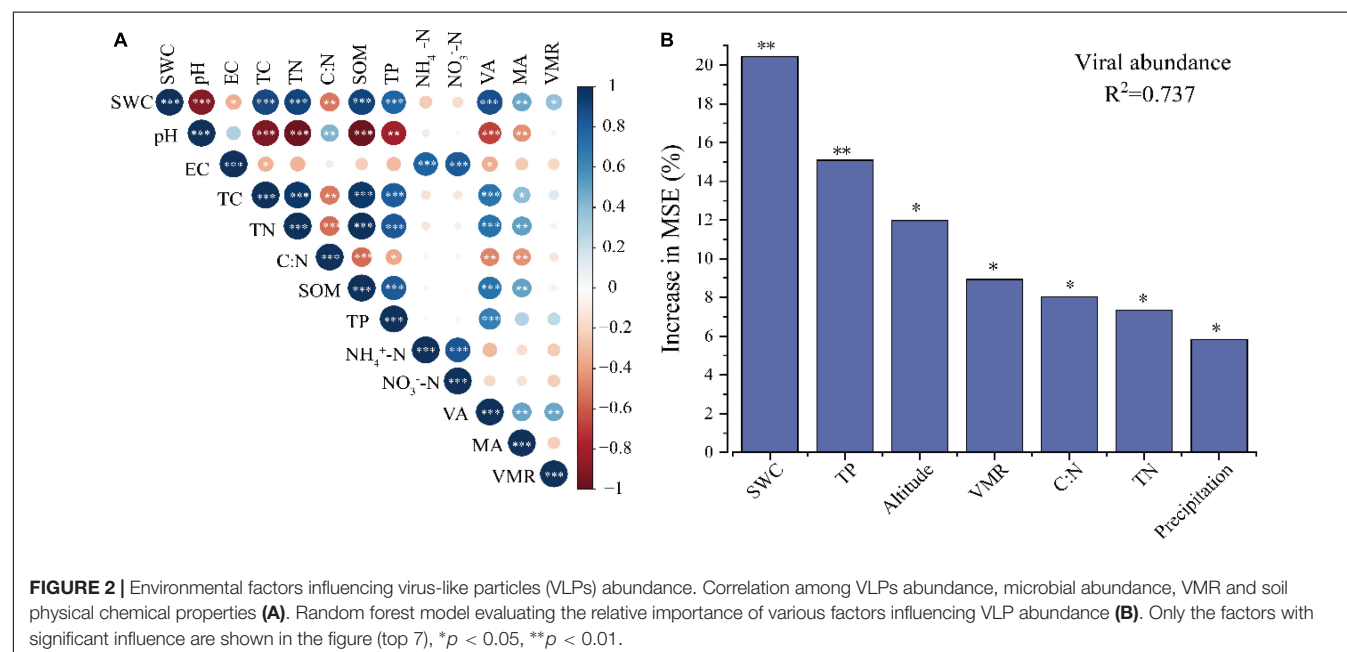 A
SWC pH EC TC TN C:N SOM TP NH₄⁺-N NO₃⁻-N VA MA VMR
SWC *** *** * *** *** ** *** *** *** ** *
pH *** *** *** ** *** ** *** **
EC *** * *** *** *
TC *** *** ** *** *** *** *
TN *** *** *** *** *** **
C:N *** *** * ** **
SOM *** *** *** **
TP *** ***
NH₄⁺-N *** ***
NO₃⁻-N ***
VA *** ** **
MA ***
VMR ***
1
0.8
0.6
0.4
0.2
0
−0.2
−0.4
−0.6
−0.8
−1
B
Viral abundance
R²=0.737
Increase in MSE (%)
20
18
16
14
12
10
8
6
4
2
0
** ** * * * * *
SWC TP Altitude VMR C:N TN Precipitation
FIGURE 2 | Environmental factors influencing virus-like particles (VLPs) abundance. Correlation among VLPs abundance, microbial abundance, VMR and soil
physical chemical properties (A). Random forest model evaluating the relative importance of various factors influencing VLP abundance (B). Only the factors with
significant influence are shown in the figure (top 7), *p < 0.05, **p < 0.01.